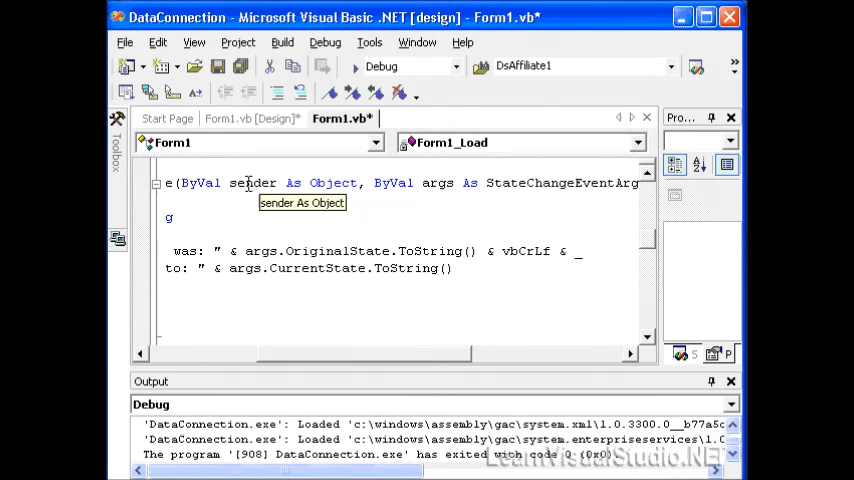 DataConnection - Microsoft Visual Basic .NET [design] - Form1.vb*
File Edit View Project Build Debug Tools Window Help
Debug DsAffiliate1
Start Page Form1.vb [Design]* Form1.vb*
Form1 Form1_Load
Toolbox
e(ByVal sender As Object, ByVal args As StateChangeEventArg
sender As Object
g
was: " & args.OriginalState.ToString() & vbCrLf & _
to: " & args.CurrentState.ToString()
Pro...
S P
Output
Debug
'DataConnection.exe': Loaded 'c:\windows\assembly\gac\system.xml\1.0.3300.0__b77a5c
'DataConnection.exe': Loaded 'c:\windows\assembly\gac\system.enterpriseservices\1.0
The program '[908] DataConnection.exe' has exited with code 0 (0x0).
LearnVisualStudio.NET